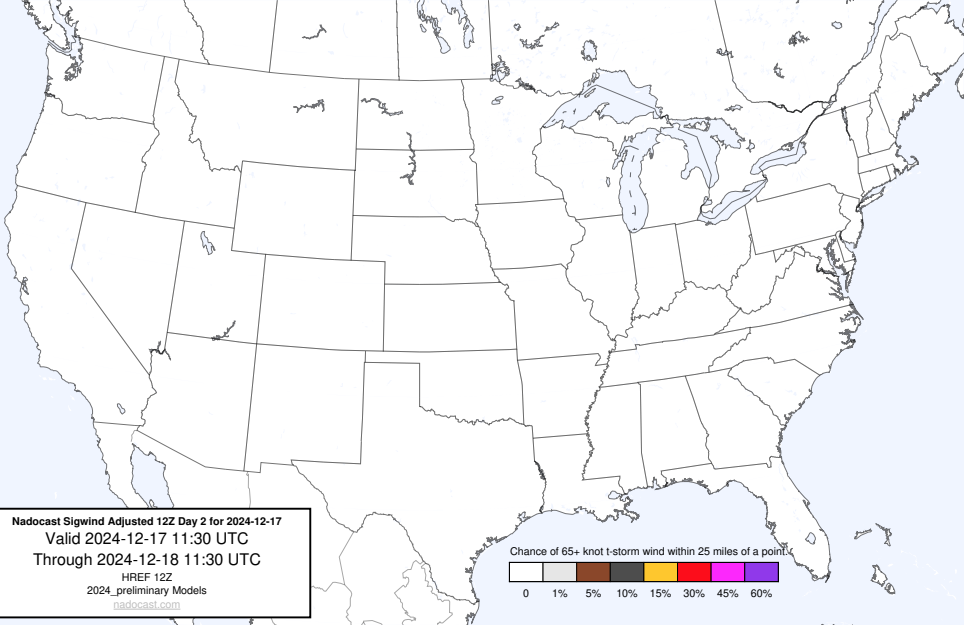 Nadocast Sigwind Adjusted 12Z Day 2 for 2024-12-17
Valid 2024-12-17 11:30 UTC
Through 2024-12-18 11:30 UTC
HREF 12Z
2024_preliminary Models
nadocast.com
Chance of 65+ knot t-storm wind within 25 miles of a point.
0 1% 5% 10% 15% 30% 45% 60%